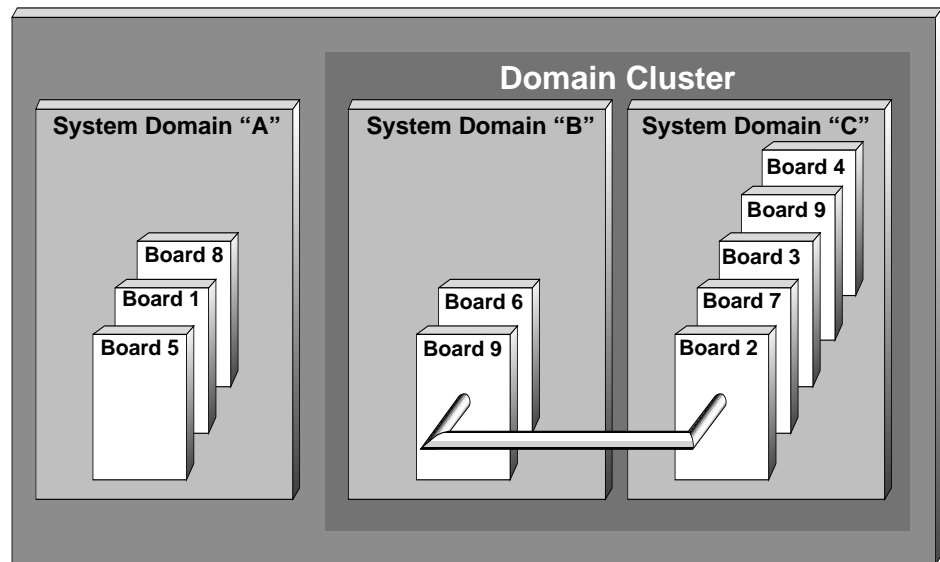 Domain Cluster
System Domain “A”
Board 8
Board 1
Board 5
System Domain “B”
Board 6
Board 9
System Domain “C”
Board 4
Board 9
Board 3
Board 7
Board 2